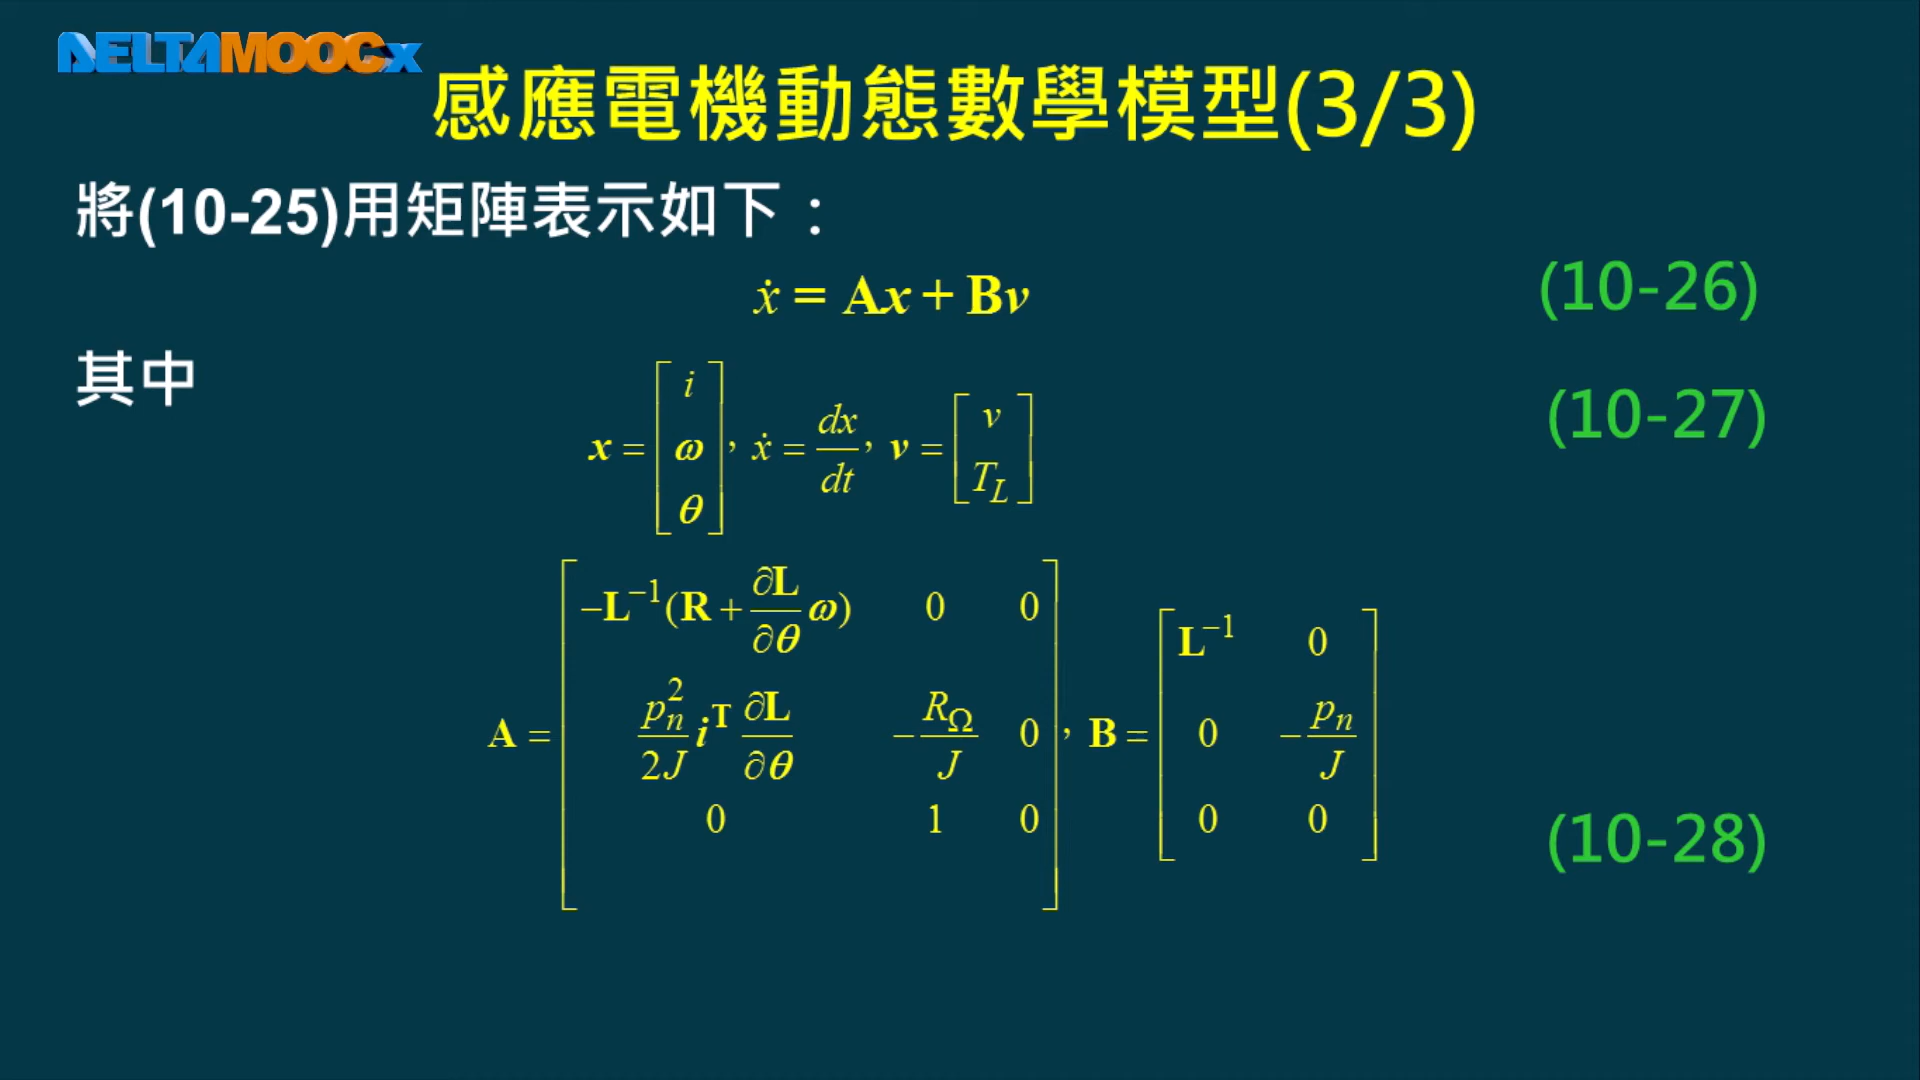 DELTAMOOCx
感應電機動態數學模型(3/3)
將(10-25)用矩陣表示如下：
ẋ = Ax + Bv (10-26)
其中
x = [i ω θ], ẋ = dx/dt, v = [v T_L] (10-27)
A = [−L⁻¹(R + ∂L/∂θ ω) 0 0
p_n²/2J i^T ∂L/∂θ −R_Ω/J 0
0 1 0], B = [L⁻¹ 0
0 −p_n/J
0 0] (10-28)